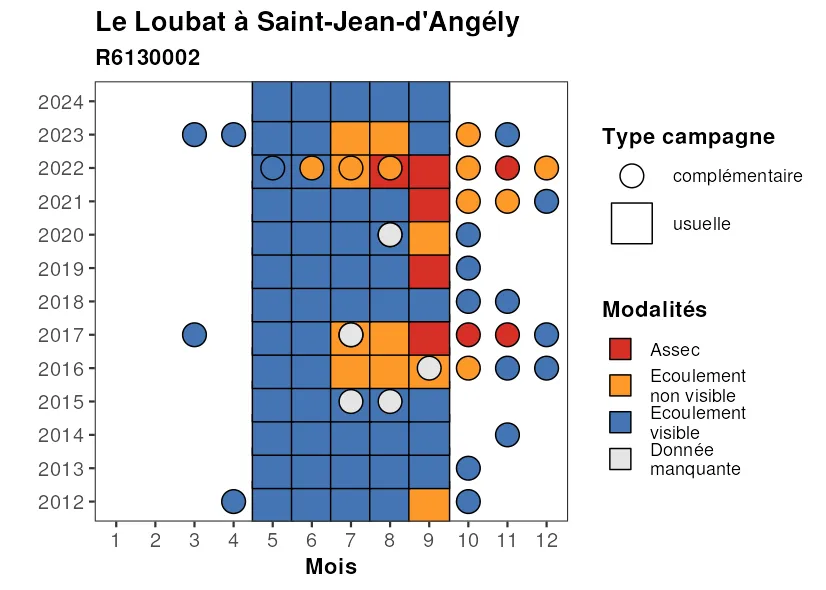 Le Loubat à Saint-Jean-d'Angély
R6130002
2024
2023
2022
2021
2020
2019
2018
2017
2016
2015
2014
2013
2012
1 2 3 4 5 6 7 8 9 10 11 12
Mois
Type campagne
complémentaire
usuelle
Modalités
Assec
Ecoulement
non visible
Ecoulement
visible
Donnée
manquante